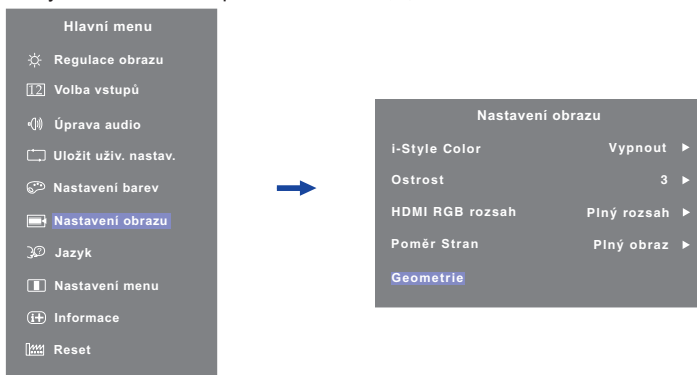 Hlavní menu
Regulace obrazu
12 Volba vstupů
Úprava audio
Uložit uživ. nastav.
Nastavení barev
Nastavení obrazu
Jazyk
Nastavení menu
Informace
Reset
Nastavení obrazu
i-Style Color Vypnout
Ostrost 3
HDMI RGB rozsah Plný rozsah
Poměr Stran Plný obraz
Geometrie